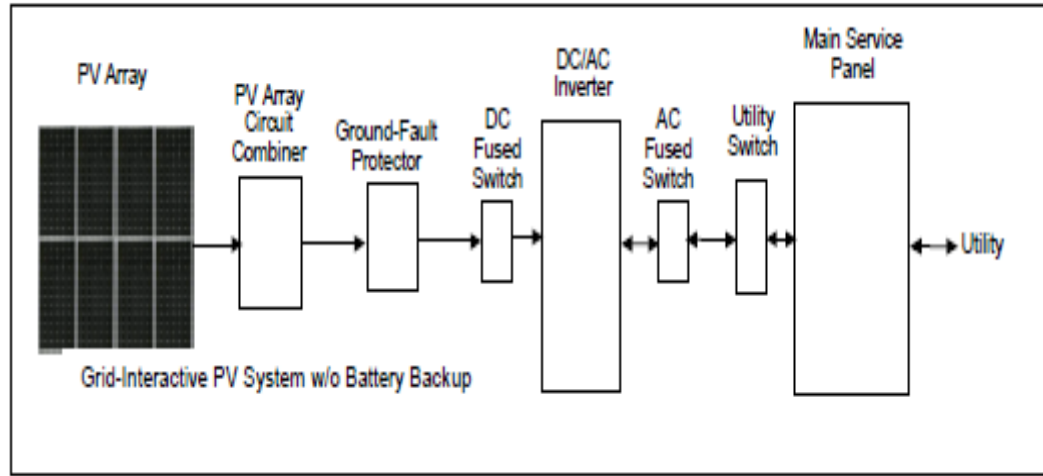 PV Array
PV Array
Circuit
Combiner
Ground-Fault
Protector
DC
Fused
Switch
DC/AC
Inverter
AC
Fused
Switch
Utility
Switch
Main Service
Panel
Utility
Grid-Interactive PV System w/o Battery Backup